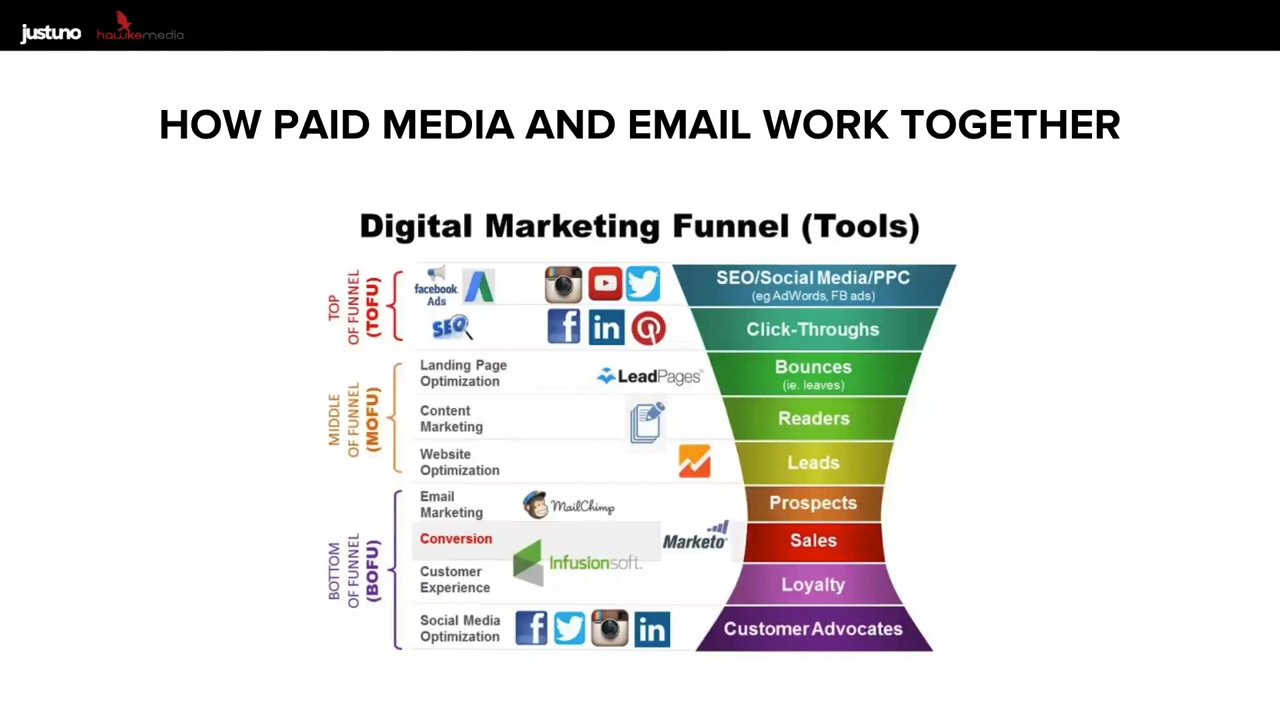 justuno hawkemedia
HOW PAID MEDIA AND EMAIL WORK TOGETHER
Digital Marketing Funnel (Tools)
TOP
OF FUNNEL
(TOFU)
facebook
Ads
SEO
SEO/Social Media/PPC
(eg AdWords, FB ads)
Click-Throughs
MIDDLE
OF FUNNEL
(MOFU)
Landing Page
Optimization
LeadPages
Bounces
(ie. leaves)
Content
Marketing
Readers
Website
Optimization
Leads
BOTTOM
OF FUNNEL
(BOFU)
Email
Marketing
MailChimp
Prospects
Conversion
Marketo
Sales
Infusionsoft.
Customer
Experience
Loyalty
Social Media
Optimization
in
Customer Advocates